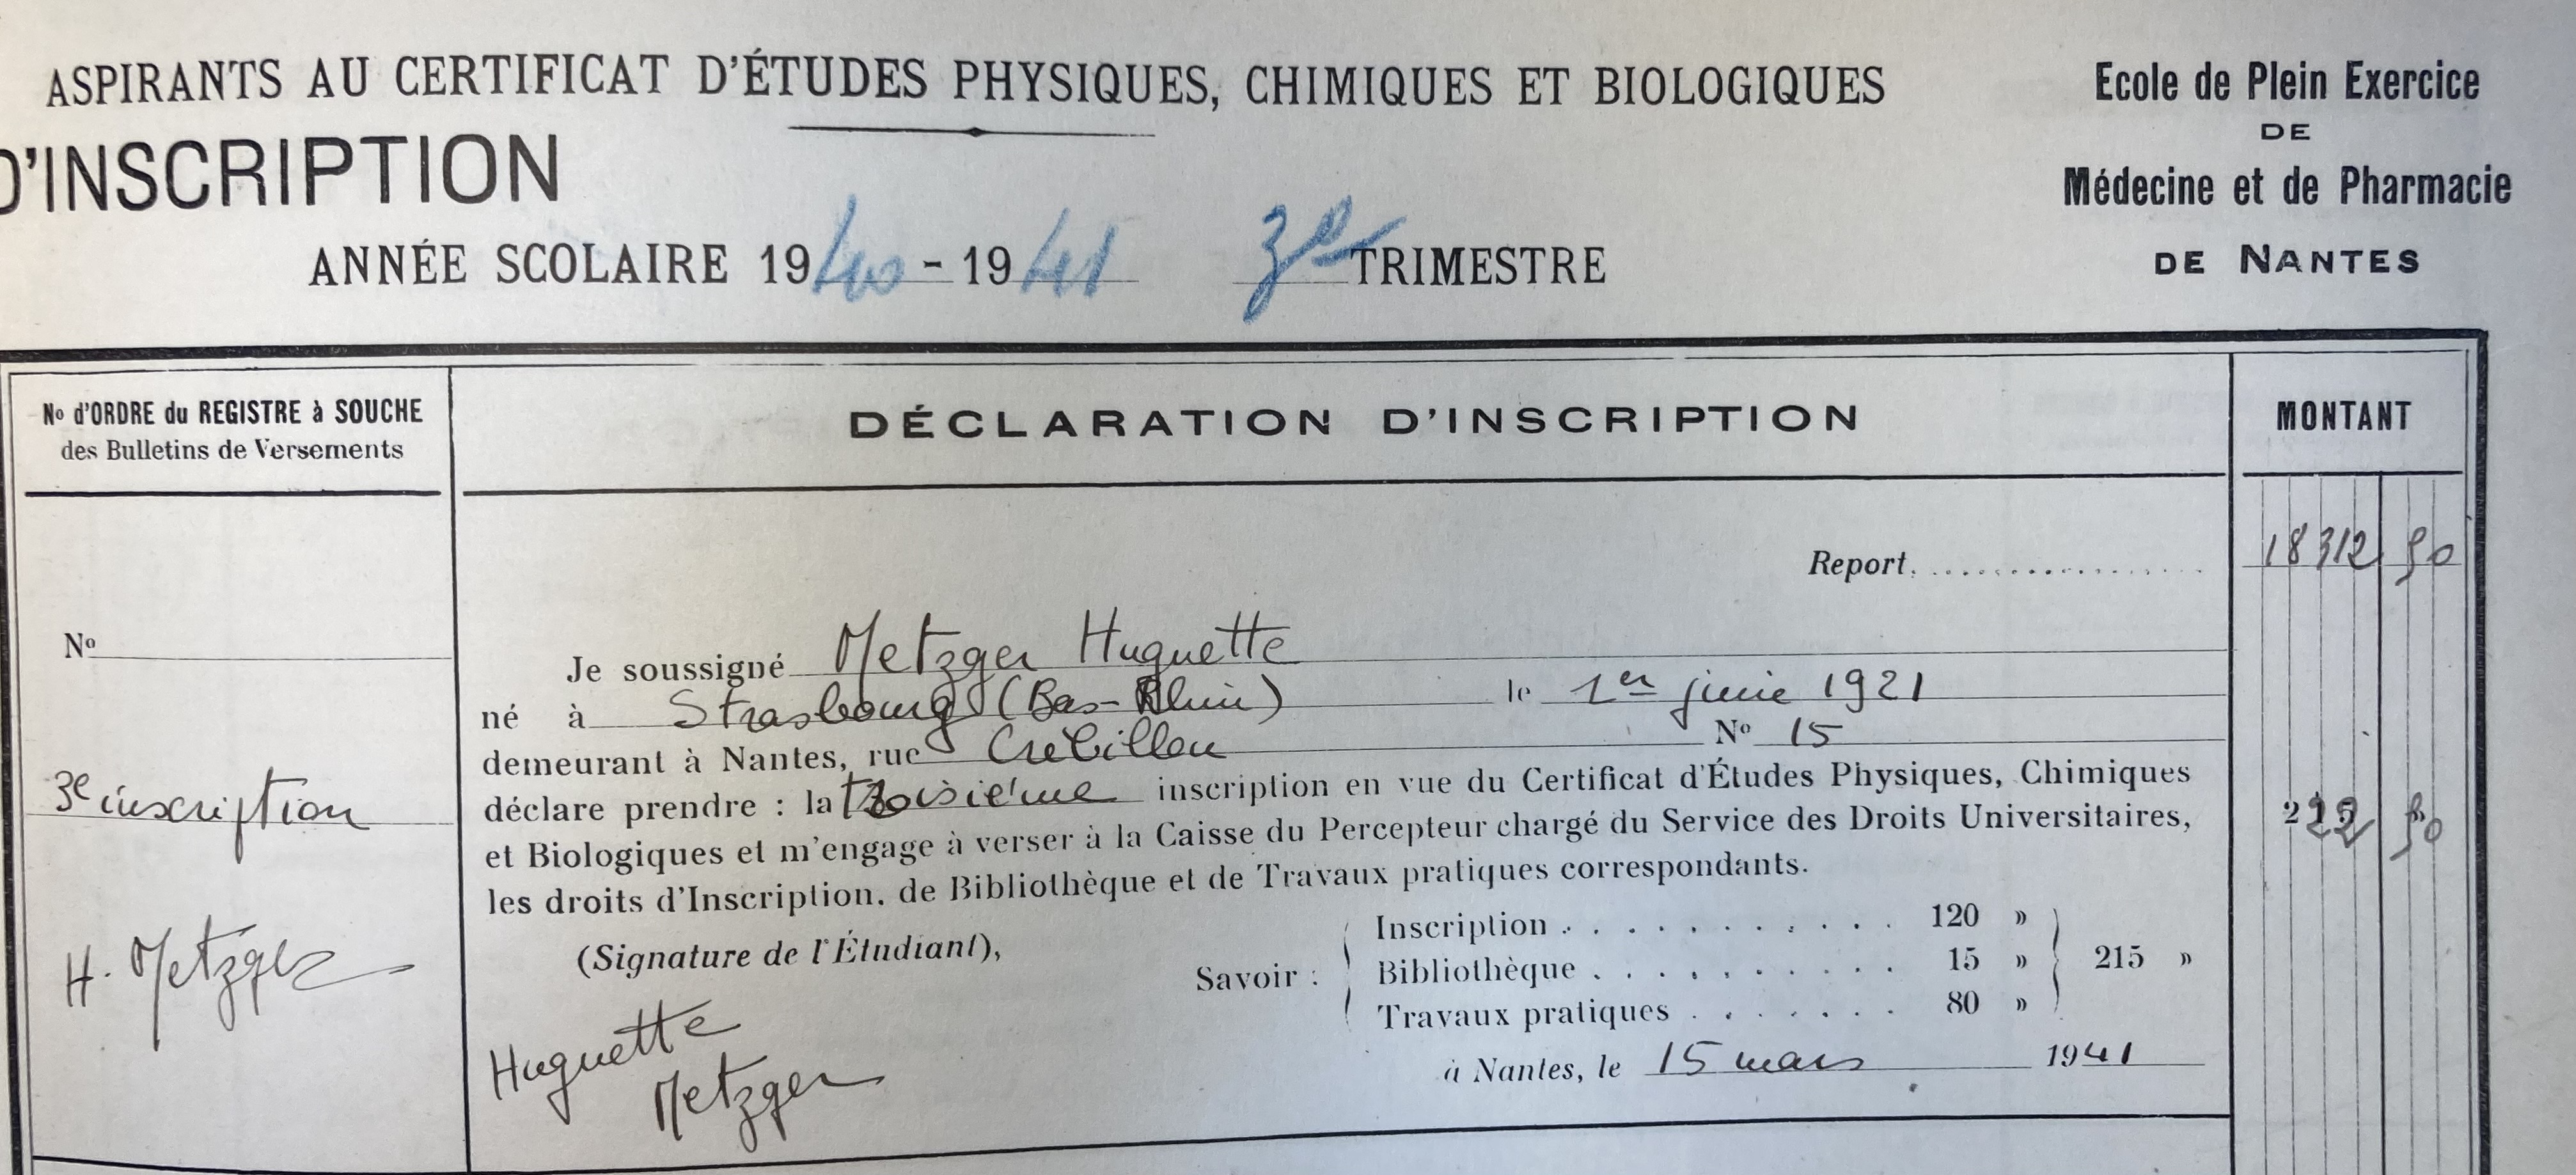 ASPIRANTS AU CERTIFICAT D'ÉTUDES PHYSIQUES, CHIMIQUES ET BIOLOGIQUES
Ecole de Plein Exercice
DE
Médecine et de Pharmacie
DE NANTES
D'INSCRIPTION
ANNÉE SCOLAIRE 1940 - 1941 3e TRIMESTRE
No d'ORDRE du REGISTRE à SOUCHE
des Bulletins de Versements
DÉCLARATION D'INSCRIPTION
MONTANT
Report. 18 312 50
No
Je soussigné Metzger Huguette
né à Strasbourg (Bas-Rhin) le 1er juin 1921
demeurant à Nantes, rue Crébillon No 15
3e inscription
déclare prendre : la troisième inscription en vue du Certificat d'Études Physiques, Chimiques
et Biologiques et m'engage à verser à la Caisse du Percepteur chargé du Service des Droits Universitaires,
212 50
les droits d'Inscription, de Bibliothèque et de Travaux pratiques correspondants.
H. Metzger
(Signature de l'Étudiant),
Huguette
Metzger
Savoir :
Inscription . . . . . . . . . . 120 »
Bibliothèque . . . . . . . . . . 15 » 215 »
Travaux pratiques . . . . . . . 80 »
à Nantes, le 15 mars 1941